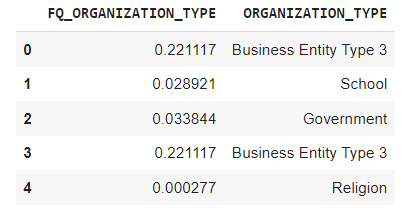 FQ_ORGANIZATION_TYPE ORGANIZATION_TYPE
0 0.221117 Business Entity Type 3
1 0.028921 School
2 0.033844 Government
3 0.221117 Business Entity Type 3
4 0.000277 Religion